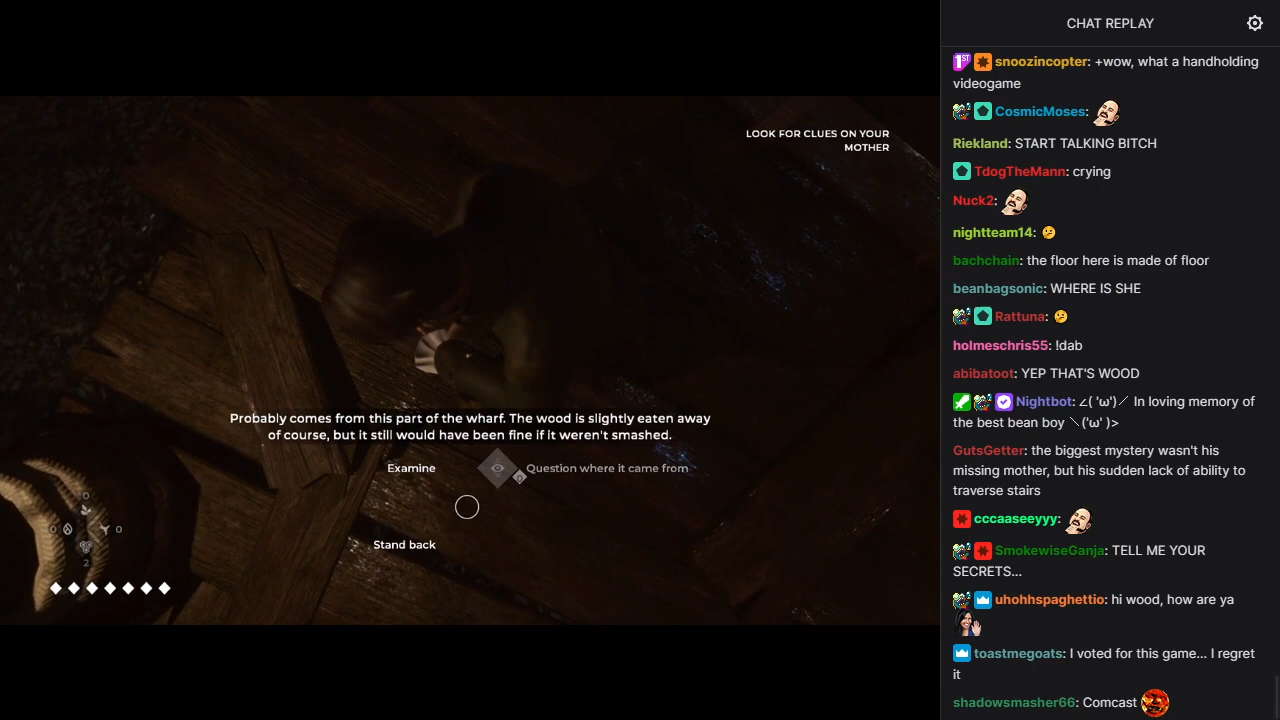 LOOK FOR CLUES ON YOUR
MOTHER
Probably comes from this part of the wharf. The wood is slightly eaten away
of course, but it still would have been fine if it weren't smashed.
Examine
Question where it came from
Stand back
0
0
0
2
CHAT REPLAY
snoozincopter: +wow, what a handholding
videogame
CosmicMoses:
Riekland: START TALKING BITCH
TdogTheMann: crying
Nuck2:
nightteam14:
bachchain: the floor here is made of floor
beanbagsonic: WHERE IS SHE
Rattuna:
holmeschris55: !dab
abibatoot: YEP THAT'S WOOD
Nightbot: ∠( 'ω')／ In loving memory of
the best bean boy ＼('ω' )>
GutsGetter: the biggest mystery wasn't his
missing mother, but his sudden lack of ability to
traverse stairs
cccaaseeyyy:
SmokewiseGanja: TELL ME YOUR
SECRETS...
uhohhspaghettio: hi wood, how are ya
toastmegoats: I voted for this game... I regret
it
shadowsmasher66: Comcast